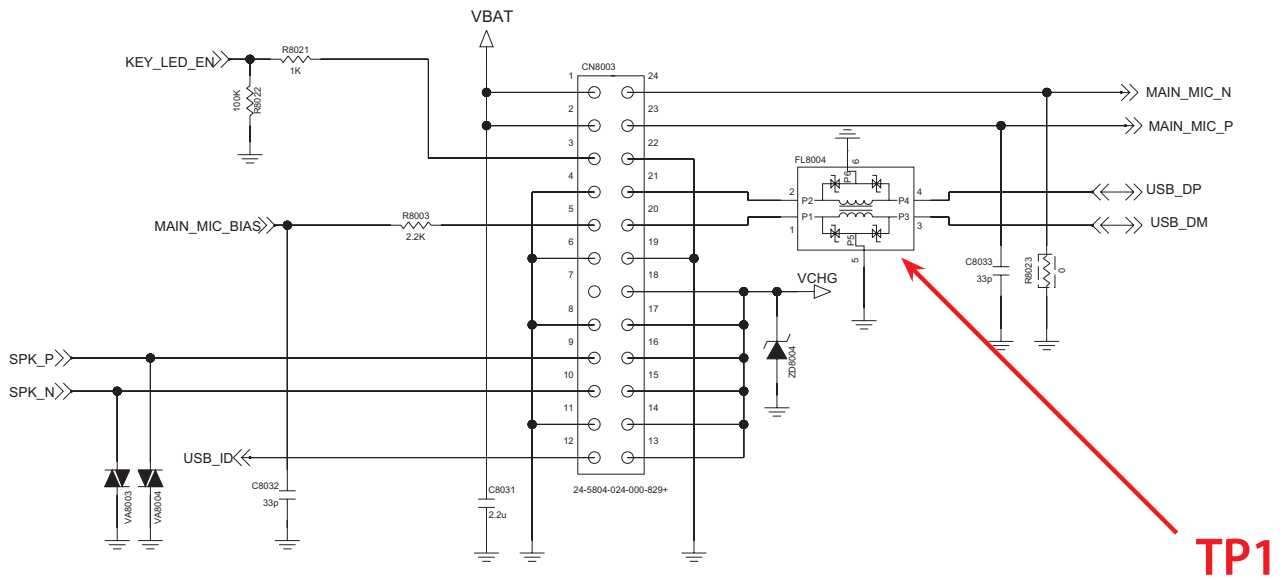 VBAT
KEY_LED_EN
R8021
1K
100K
R8022
CN8003
1
2
3
4
5
6
7
8
9
10
11
12
24
23
22
21
20
19
18
17
16
15
14
13
24-5804-024-000-829+
MAIN_MIC_N
MAIN_MIC_P
FL8004
6
P6
2
P2
P4
4
1
P1
P3
3
P5
5
USB_DP
USB_DM
MAIN_MIC_BIAS
R8003
2.2K
C8033
33p
R8023
0
VCHG
ZD8004
SPK_P
SPK_N
USB_ID
VA8003
VA8004
C8032
33p
C8031
2.2u
TP1